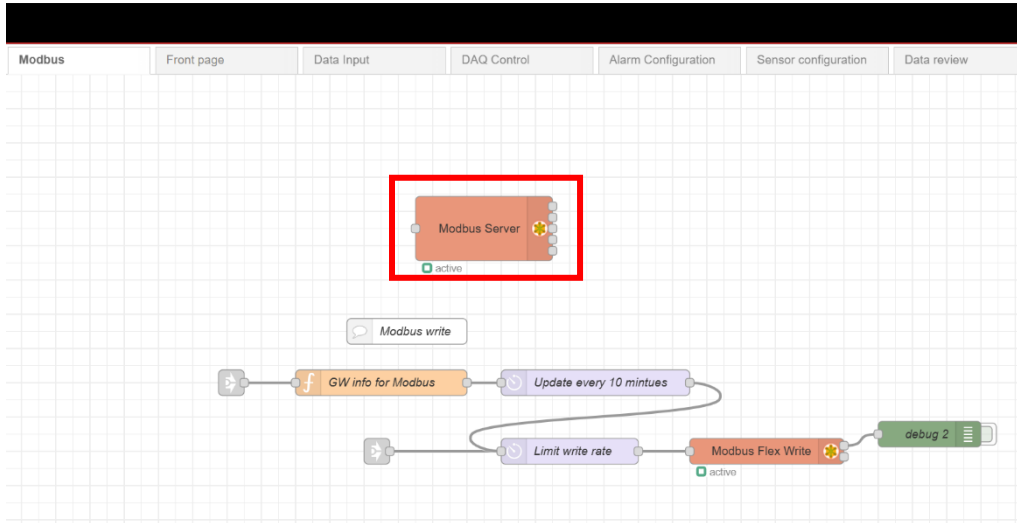 Modbus
Front page
Data Input
DAQ Control
Alarm Configuration
Sensor configuration
Data review
Modbus Server
active
Modbus write
GW info for Modbus
Update every 10 mintues
debug 2
Limit write rate
Modbus Flex Write
active